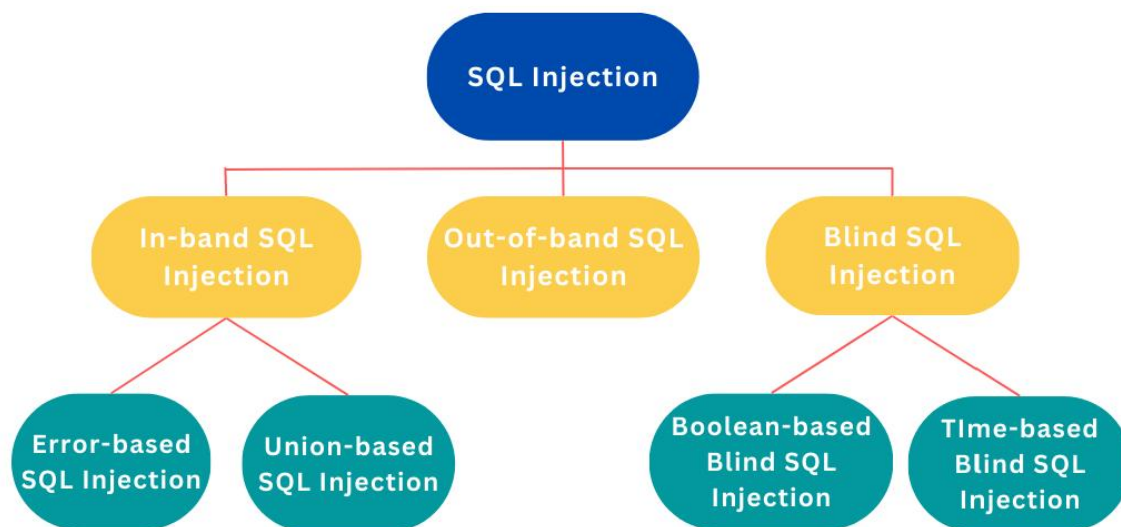 SQL Injection
In-band SQL
Injection
Out-of-band SQL
Injection
Blind SQL
Injection
Error-based
SQL Injection
Union-based
SQL Injection
Boolean-based
Blind SQL
Injection
TIme-based
Blind SQL
Injection